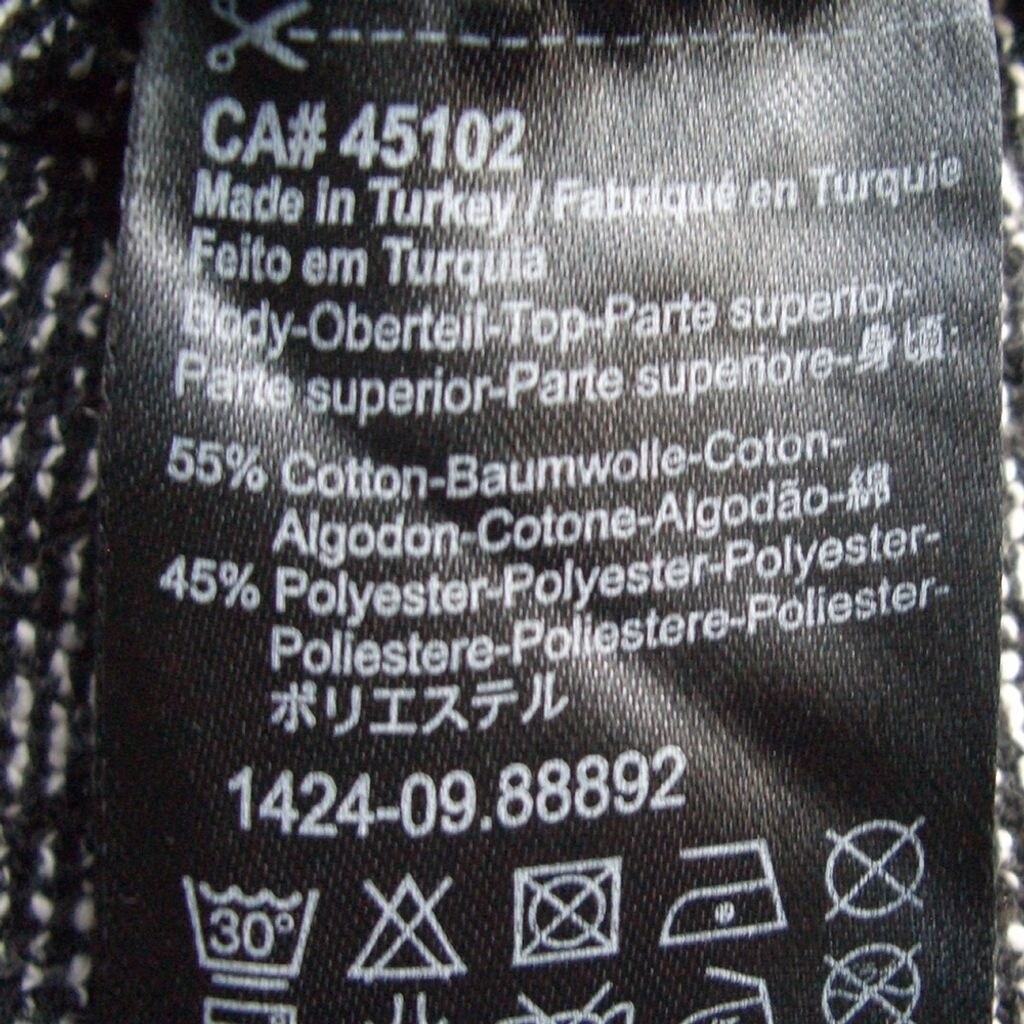 CA# 45102
Made in Turkey / Fabriqué en Turquie
Feito em Turquia
Body-Oberteil-Top-Parte superior-
Parte superior-Parte superiore-身頃-
55% Cotton-Baumwolle-Coton-
Algodon-Cotone-Algodão-綿
45% Polyester-Polyester-Polyester-
Poliestere-Poliestere-Poliester-
ポリエステル
1424-09.88892
30°